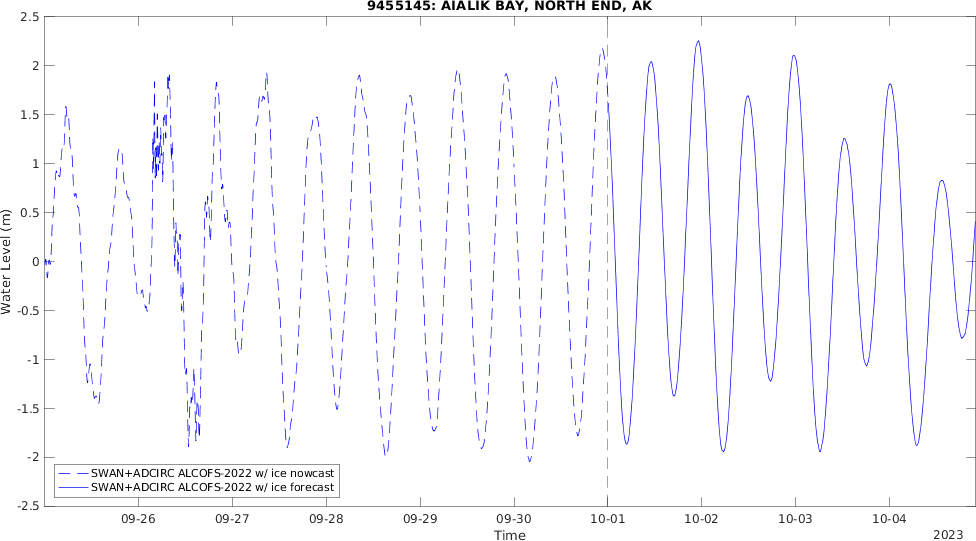 9455145: AIALIK BAY, NORTH END, AK
2.5
2
1.5
1
0.5
0
-0.5
-1
-1.5
-2
-2.5
Water Level (m)
SWAN+ADCIRC ALCOFS-2022 w/ ice nowcast
SWAN+ADCIRC ALCOFS-2022 w/ ice forecast
09-26 09-27 09-28 09-29 09-30 10-01 10-02 10-03 10-04
Time
2023